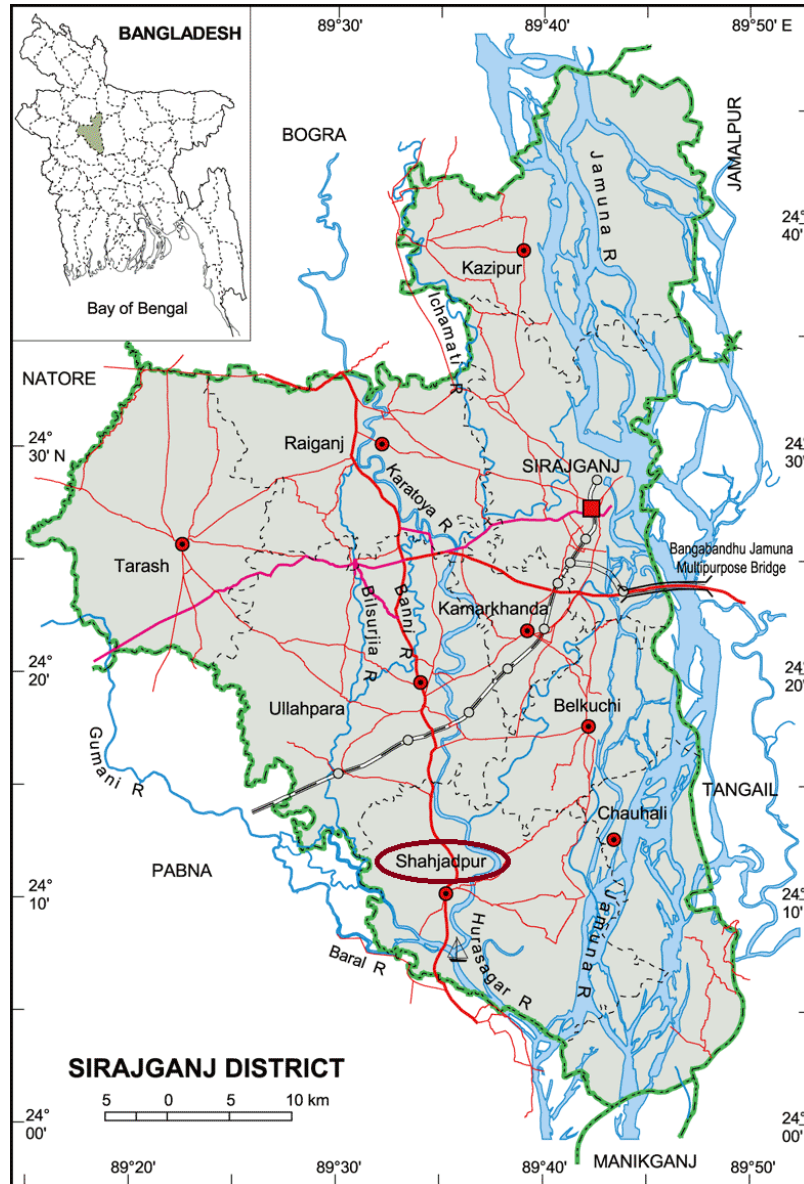 89°30'
89°40'
89°50' E
BANGLADESH
Bay of Bengal
BOGRA
JAMALPUR
Jamuna R
24°
40'
Kazipur
Ichamati R
NATORE
24°
30' N
Raiganj
SIRAJGANJ
24°
30'
Karatoya R
Tarash
Bangabandhu Jamuna
Multipurpose Bridge
Kamarkhanda
Bilsurjia R
Banni R
24°
20'
24°
20'
Ullahpara
Belkuchi
Gumani R
TANGAIL
Chauhali
PABNA
Shahjadpur
24°
10'
24°
10'
Jamuna R
Hurasagar R
Baral R
SIRAJGANJ DISTRICT
5 0 5 10 km
24°
00'
24°
00'
MANIKGANJ
89°20'
89°30'
89°40'
89°50'